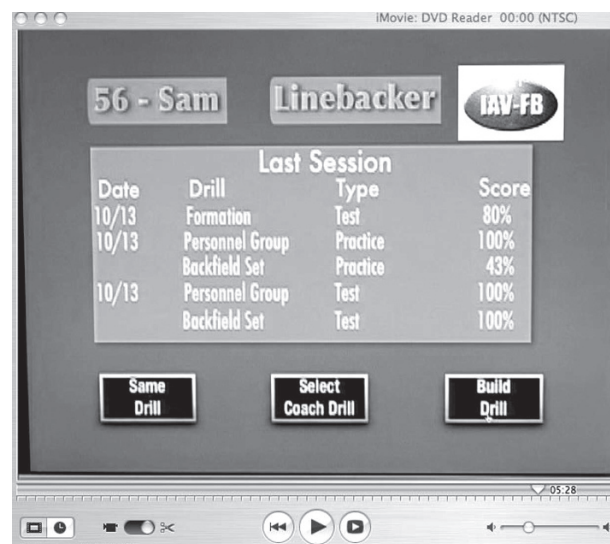 iMovie: DVD Reader 00:00 (NTSC)
56 - Sam Linebacker IAV-FB
Last Session
Date Drill Type Score
10/13 Formation Test 80%
10/13 Personnel Group Practice 100%
Backfield Set Practice 43%
10/13 Personnel Group Test 100%
Backfield Set Test 100%
Same Drill
Select Coach Drill
Build Drill
05:28